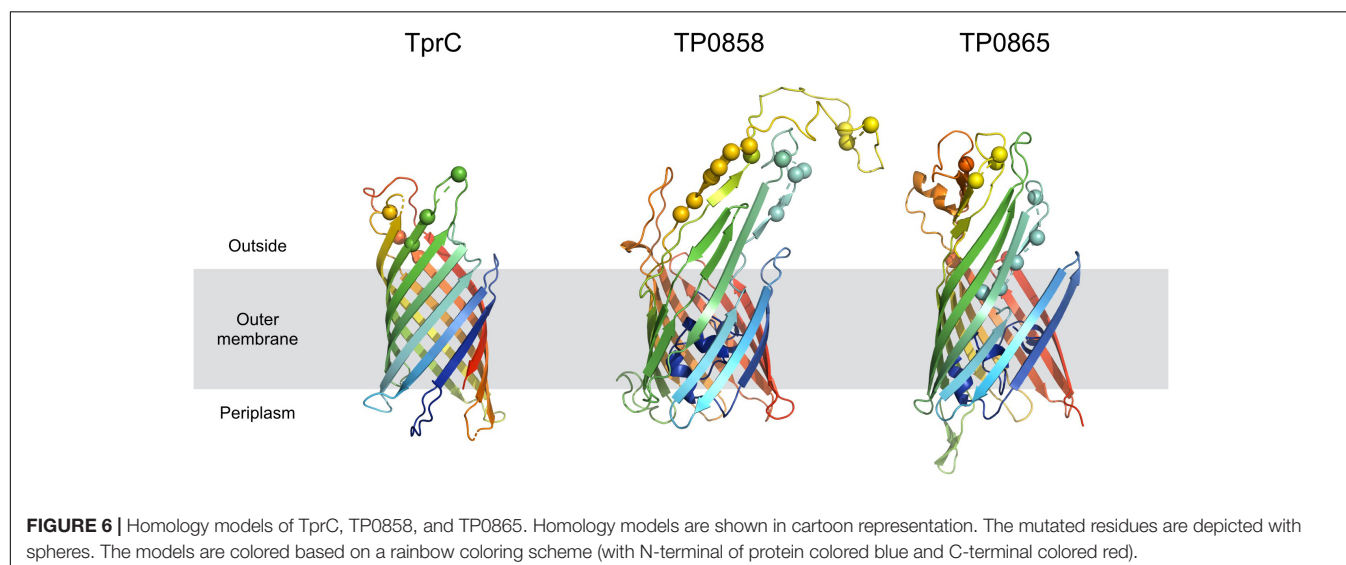 TprC TP0858 TP0865
Outside
Outer
membrane
Periplasm
FIGURE 6 | Homology models of TprC, TP0858, and TP0865. Homology models are shown in cartoon representation. The mutated residues are depicted with
spheres. The models are colored based on a rainbow coloring scheme (with N-terminal of protein colored blue and C-terminal colored red).